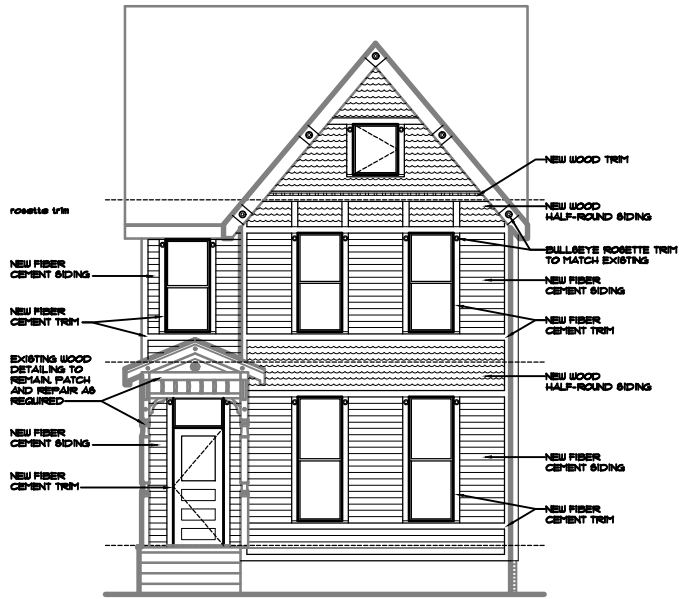 rosette trim
NEW FIBER
CEMENT SIDING
NEW FIBER
CEMENT TRIM
EXISTING WOOD
DETAILING TO
REMAIN. PATCH
AND REPAIR AS
REQUIRED
NEW FIBER
CEMENT SIDING
NEW FIBER
CEMENT TRIM
NEW WOOD TRIM
NEW WOOD
HALF-ROUND SIDING
BULLSEYE ROSETTE TRIM
TO MATCH EXISTING
NEW FIBER
CEMENT SIDING
NEW FIBER
CEMENT TRIM
NEW WOOD
HALF-ROUND SIDING
NEW FIBER
CEMENT SIDING
NEW FIBER
CEMENT TRIM